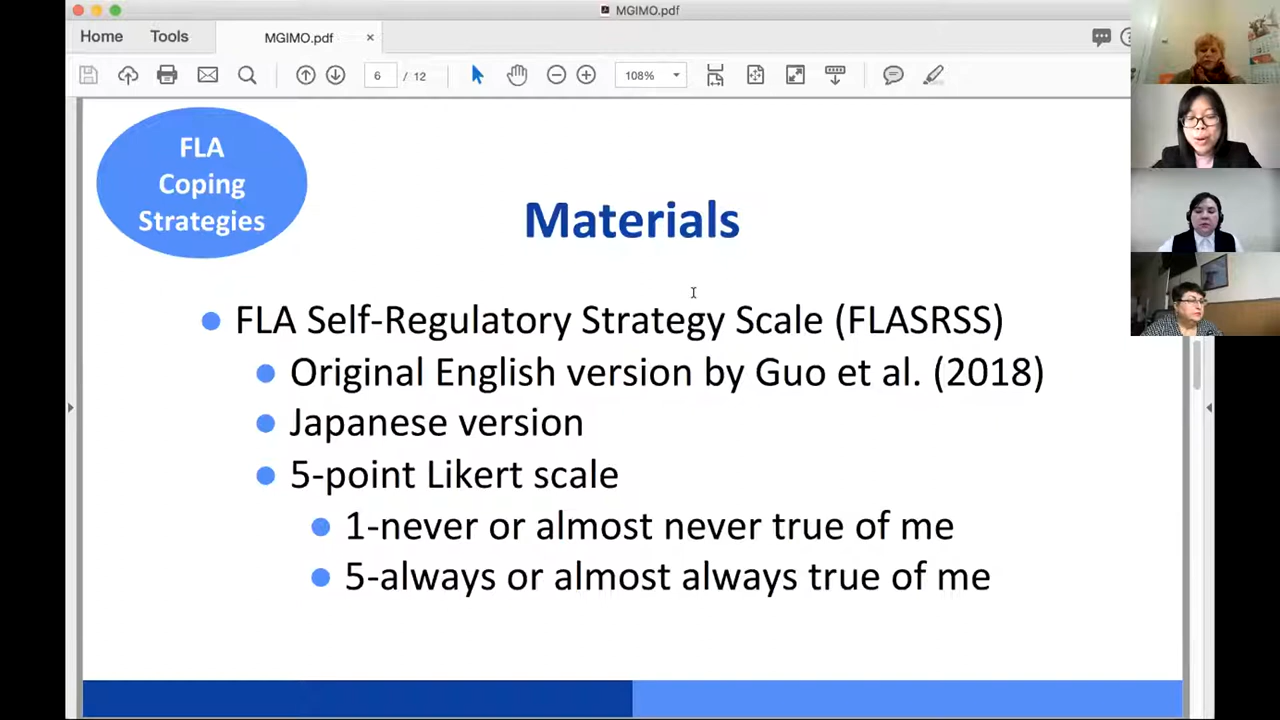 MGIMO.pdf
Home
Tools
MGIMO.pdf
6 / 12
108%
FLA
Coping
Strategies
Materials
FLA Self-Regulatory Strategy Scale (FLASRSS)
Original English version by Guo et al. (2018)
Japanese version
5-point Likert scale
1-never or almost never true of me
5-always or almost always true of me